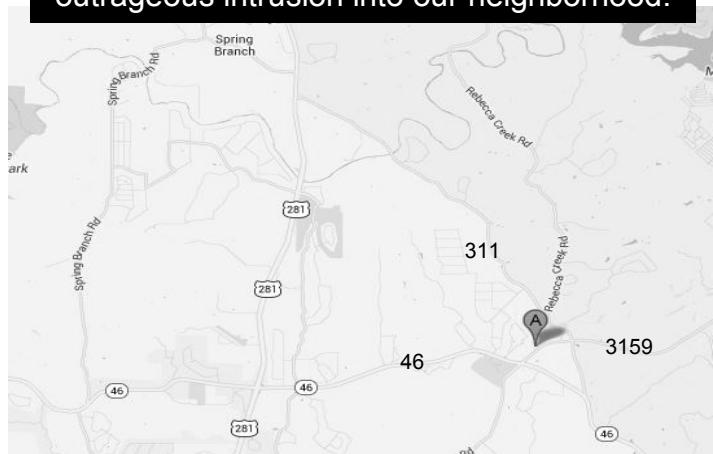 outrageous intrusion into our neighborhood.
Spring
Branch
Spring Branch Rd
Rebecca Creek Rd
M
ark
281
Spring Branch Rd
Rebecca Creek Rd
311
281
A
3159
46
46
46
281
46
Rd